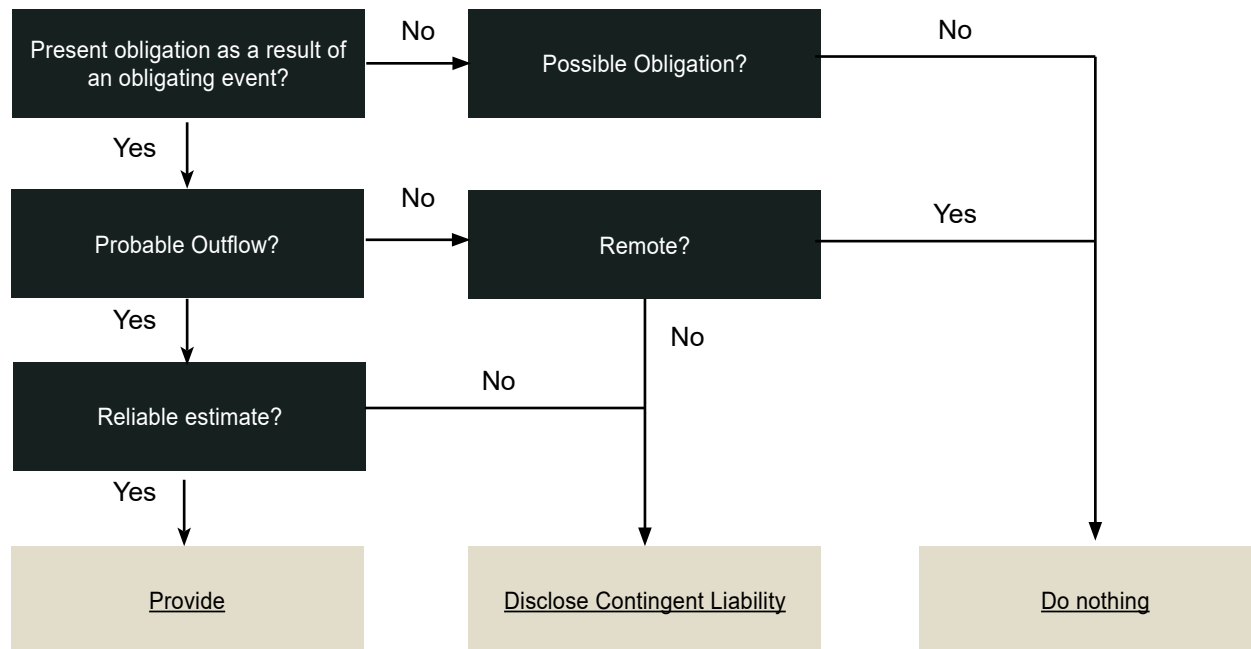 Present obligation as a result of
an obligating event?
No
Possible Obligation?
No
Yes
Probable Outflow?
No
Remote?
Yes
Yes
No
Reliable estimate?
No
Yes
Provide
Disclose Contingent Liability
Do nothing